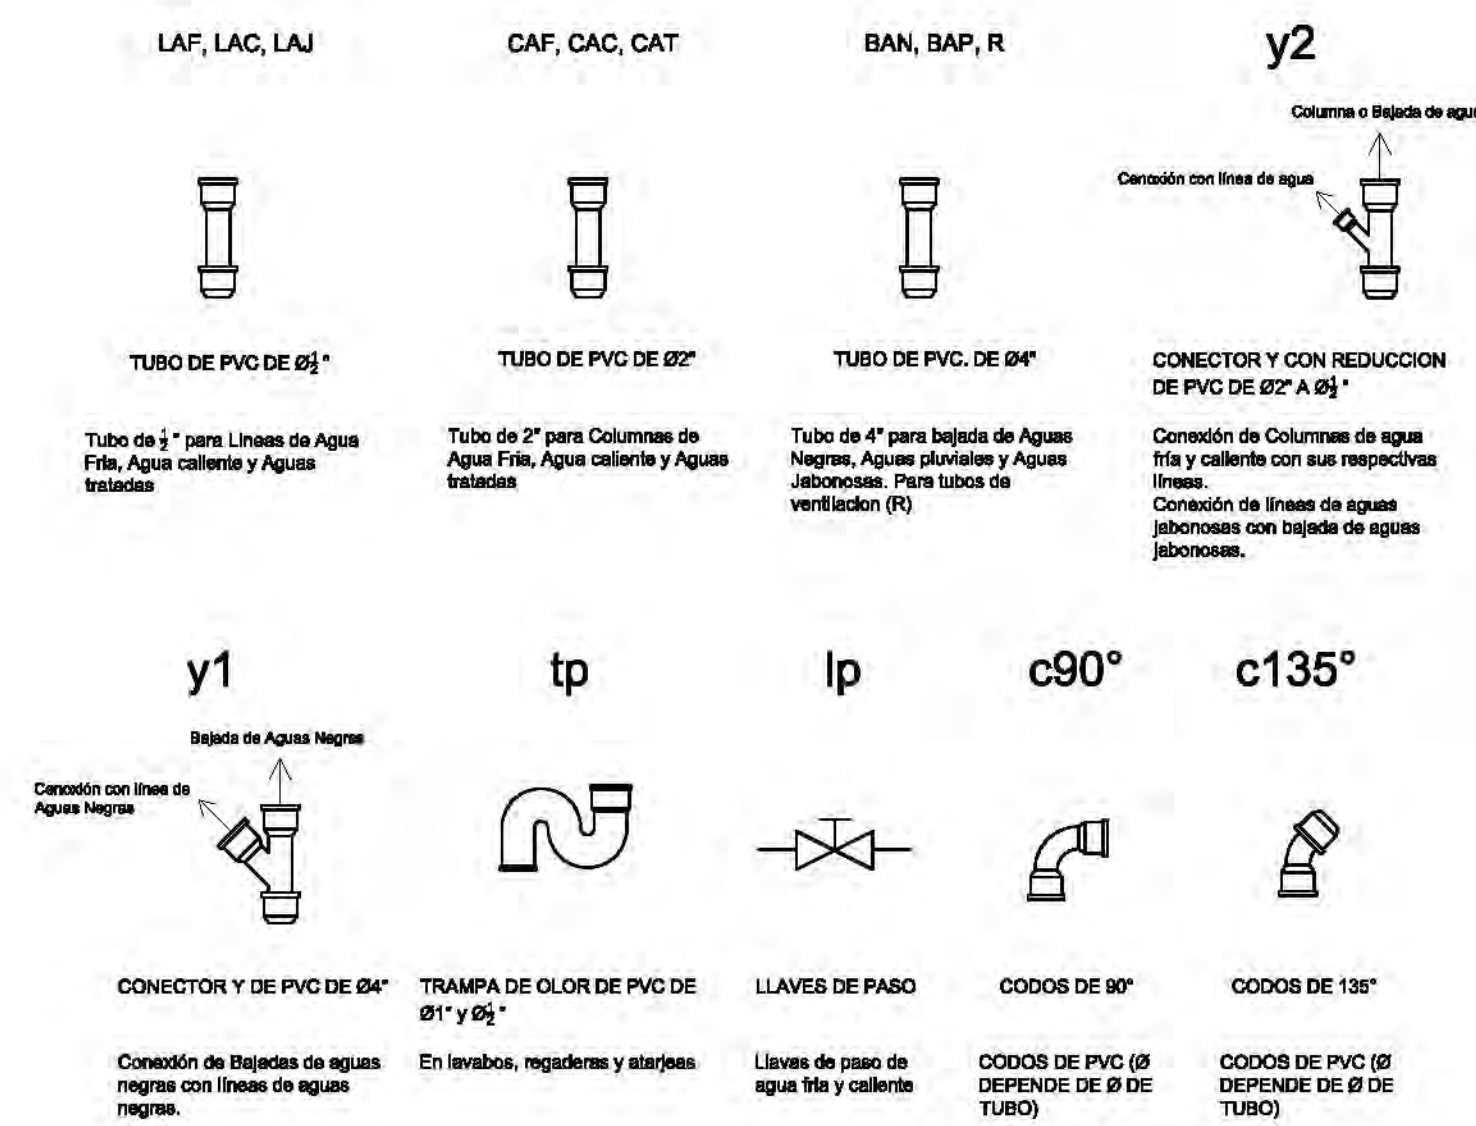 LAF, LAC, LAJ
CAF, CAC, CAT
BAN, BAP, R
y2
Columna o Bajada de agua
Cenoxión con línea de agua
TUBO DE PVC DE Ø½"
TUBO DE PVC DE Ø2"
TUBO DE PVC. DE Ø4"
CONECTOR Y CON REDUCCION
DE PVC DE Ø2" A Ø½"
Tubo de ½" para Lineas de Agua
Fria, Agua caliente y Aguas
tratadas
Tubo de 2" para Columnas de
Agua Fria, Agua caliente y Aguas
tratadas
Tubo de 4" para bajada de Aguas
Negras, Aguas pluviales y Aguas
Jabonosas. Para tubos de
ventilacion (R)
Conexión de Columnas de agua
fría y caliente con sus respectivas
líneas.
Conexión de líneas de aguas
jabonosas con bajada de aguas
jabonosas.
y1
tp
lp
c90°
c135°
Bajada de Aguas Negras
Cenoxión con línea de
Aguas Negras
CONECTOR Y DE PVC DE Ø4"
TRAMPA DE OLOR DE PVC DE
Ø1" y Ø½"
LLAVES DE PASO
CODOS DE 90°
CODOS DE 135°
Conexión de Bajadas de aguas
negras con líneas de aguas
negras.
En lavabos, regaderas y atarjeas
Llavas de paso de
agua fria y caliente
CODOS DE PVC (Ø
DEPENDE DE Ø DE
TUBO)
CODOS DE PVC (Ø
DEPENDE DE Ø DE
TUBO)